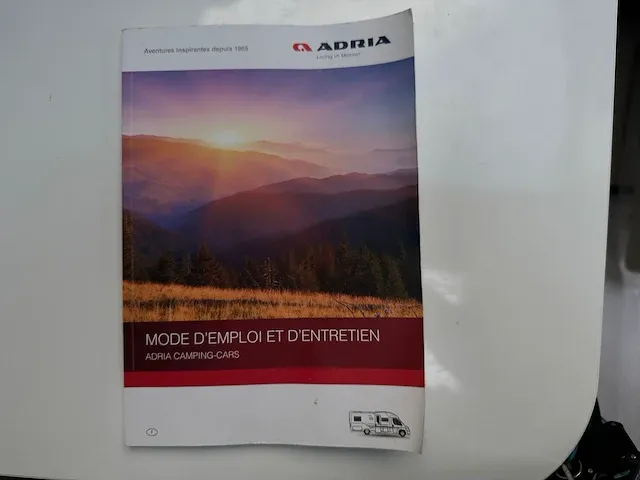 Aventures inspirantes depuis 1965
ADRIA
Living in Motion
MODE D'EMPLOI ET D'ENTRETIEN
ADRIA CAMPING-CARS
F